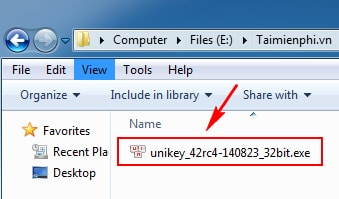 Computer ▸ Files (E:) ▸ Taimienphi.vn
File Edit View Tools Help
Organize ▾ Include in library ▾ Share with ▾
Name
Favorites
Recent Pla
Desktop
unikey_42rc4-140823_32bit.exe